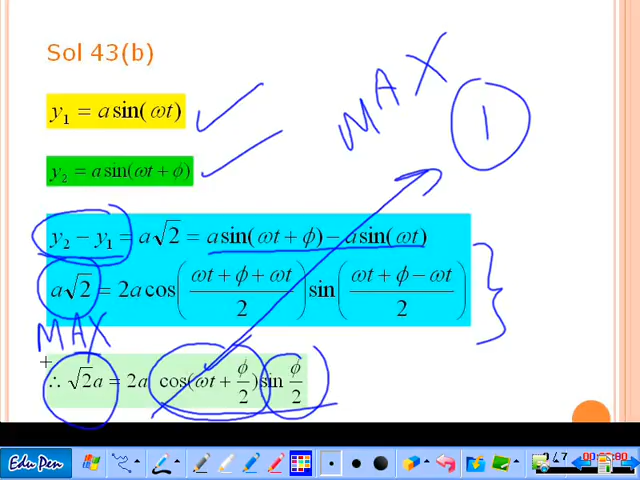 Sol 43(b)
MAX
1
y₁ = a sin(ωt)
y₂ = a sin(ωt + ϕ)
y₂ − y₁ = a√2 = a sin(ωt + ϕ) − a sin(ωt)
a√2 = 2a cos((ωt + ϕ + ωt)/2) sin((ωt + ϕ − ωt)/2)
MAX
∴ √2a = 2a cos(ωt + ϕ/2) sin ϕ/2
Edu Pen
/ 7